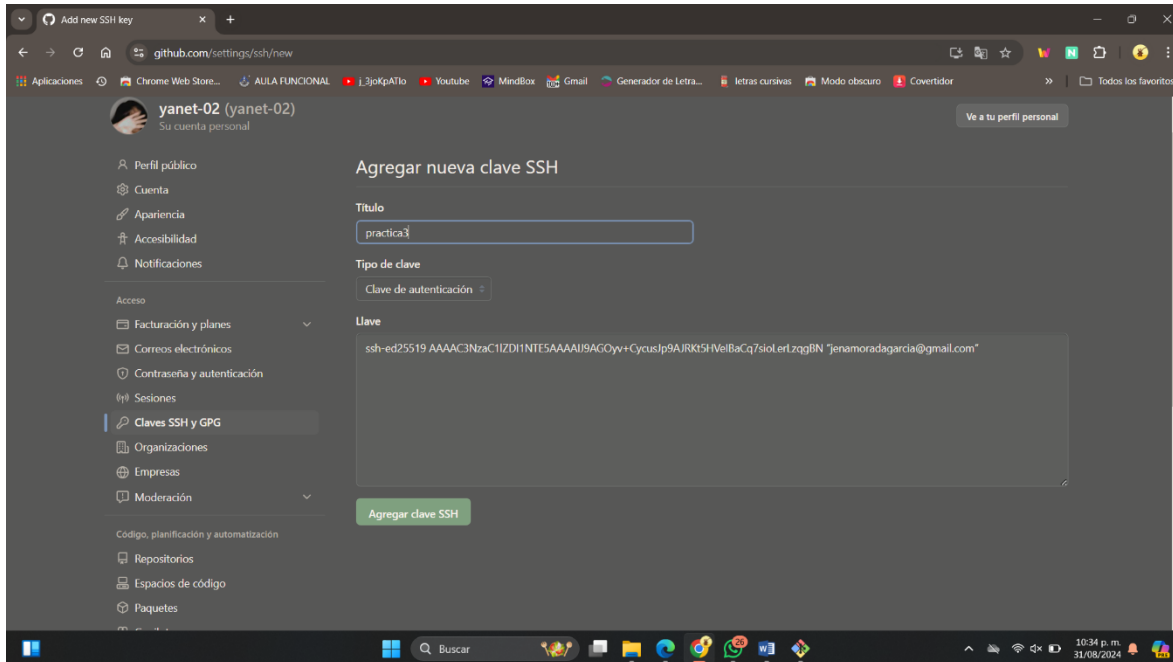 Add new SSH key
github.com/settings/ssh/new
Aplicaciones
Chrome Web Store...
AULA FUNCIONAL
j_3joKpATlo
Youtube
MindBox
Gmail
Generador de Letra...
letras cursivas
Modo obscuro
Covertidor
Todos los favoritos
yanet-02 (yanet-02)
Su cuenta personal
Ve a tu perfil personal
Perfil público
Cuenta
Apariencia
Accesibilidad
Notificaciones
Acceso
Facturación y planes
Correos electrónicos
Contraseña y autenticación
Sesiones
Claves SSH y GPG
Organizaciones
Empresas
Moderación
Código, planificación y automatización
Repositorios
Espacios de código
Paquetes
Agregar nueva clave SSH
Título
practica3
Tipo de clave
Clave de autenticación
Llave
ssh-ed25519 "jenamoradagarcia@gmail.com"
Agregar clave SSH
Buscar
26
10:34 p. m.
31/08/2024